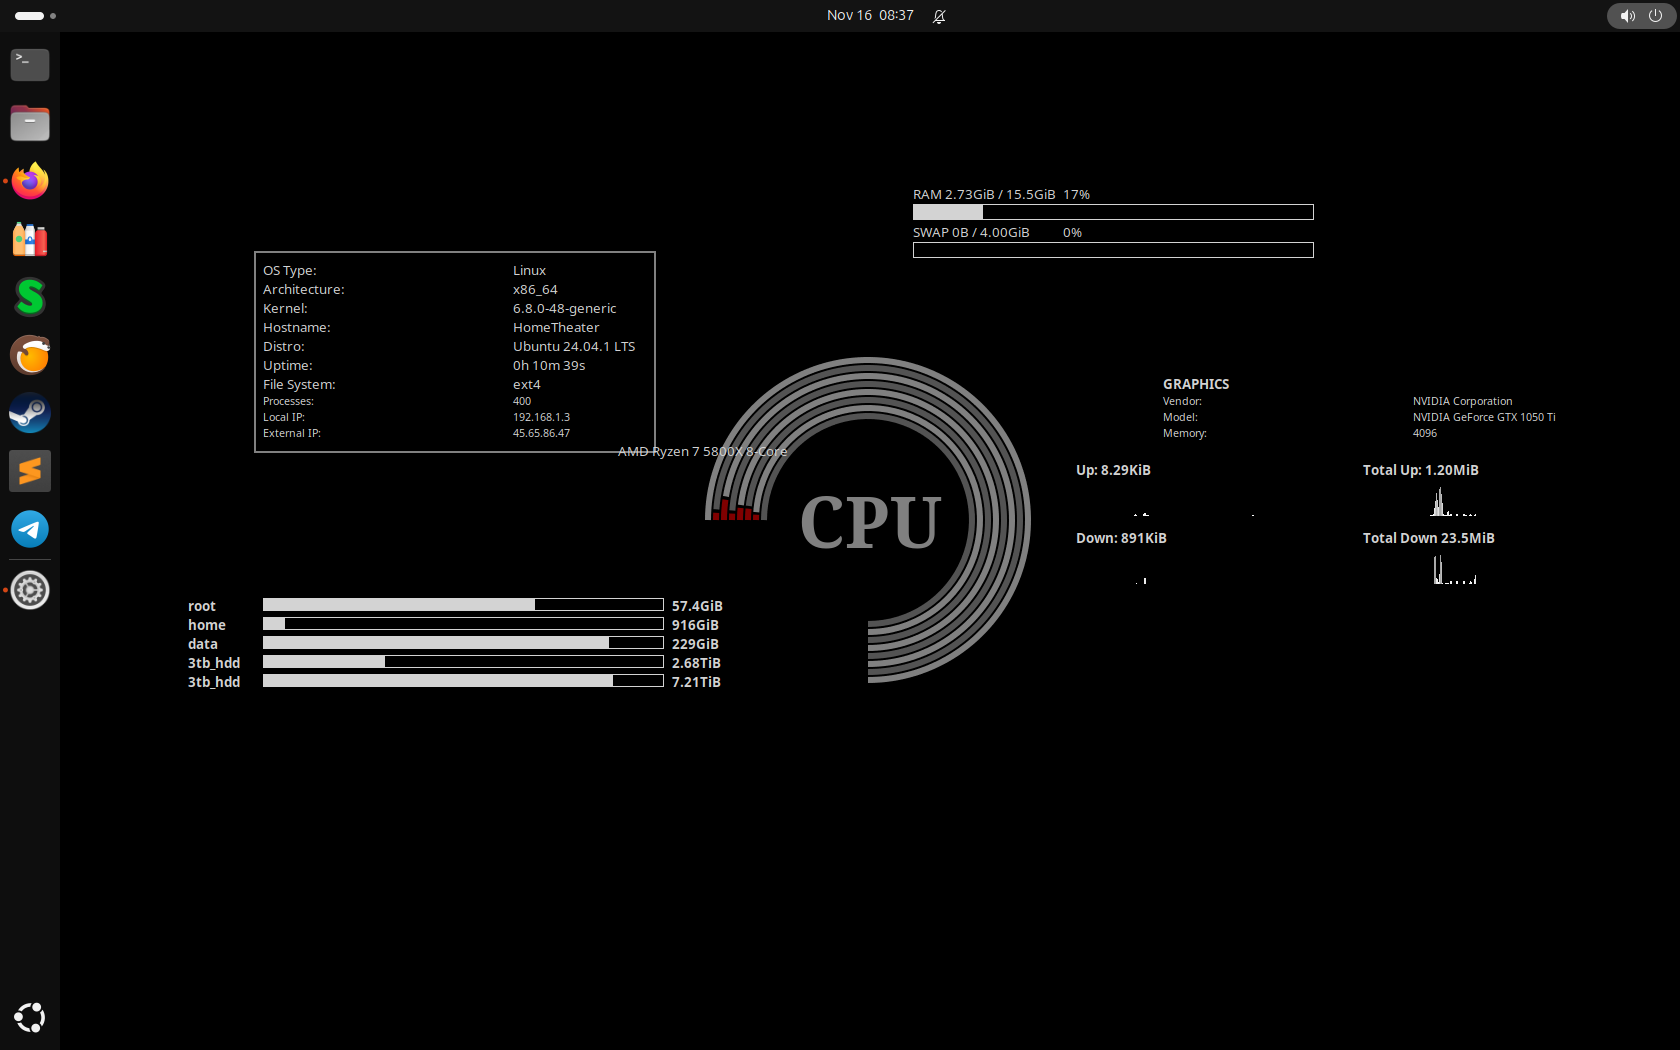 Nov 16 08:37
>_
RAM 2.73GiB / 15.5GiB 17%
SWAP 0B / 4.00GiB 0%
OS Type: Linux
Architecture: x86_64
Kernel: 6.8.0-48-generic
Hostname: HomeTheater
Distro: Ubuntu 24.04.1 LTS
Uptime: 0h 10m 39s
File System: ext4
Processes: 400
Local IP: 192.168.1.3
External IP: 45.65.86.47
AMD Ryzen 7 5800X 8-Core
CPU
GRAPHICS
Vendor: NVIDIA Corporation
Model: NVIDIA GeForce GTX 1050 Ti
Memory: 4096
Up: 8.29KiB Total Up: 1.20MiB
Down: 891KiB Total Down 23.5MiB
root 57.4GiB
home 916GiB
data 229GiB
3tb_hdd 2.68TiB
3tb_hdd 7.21TiB